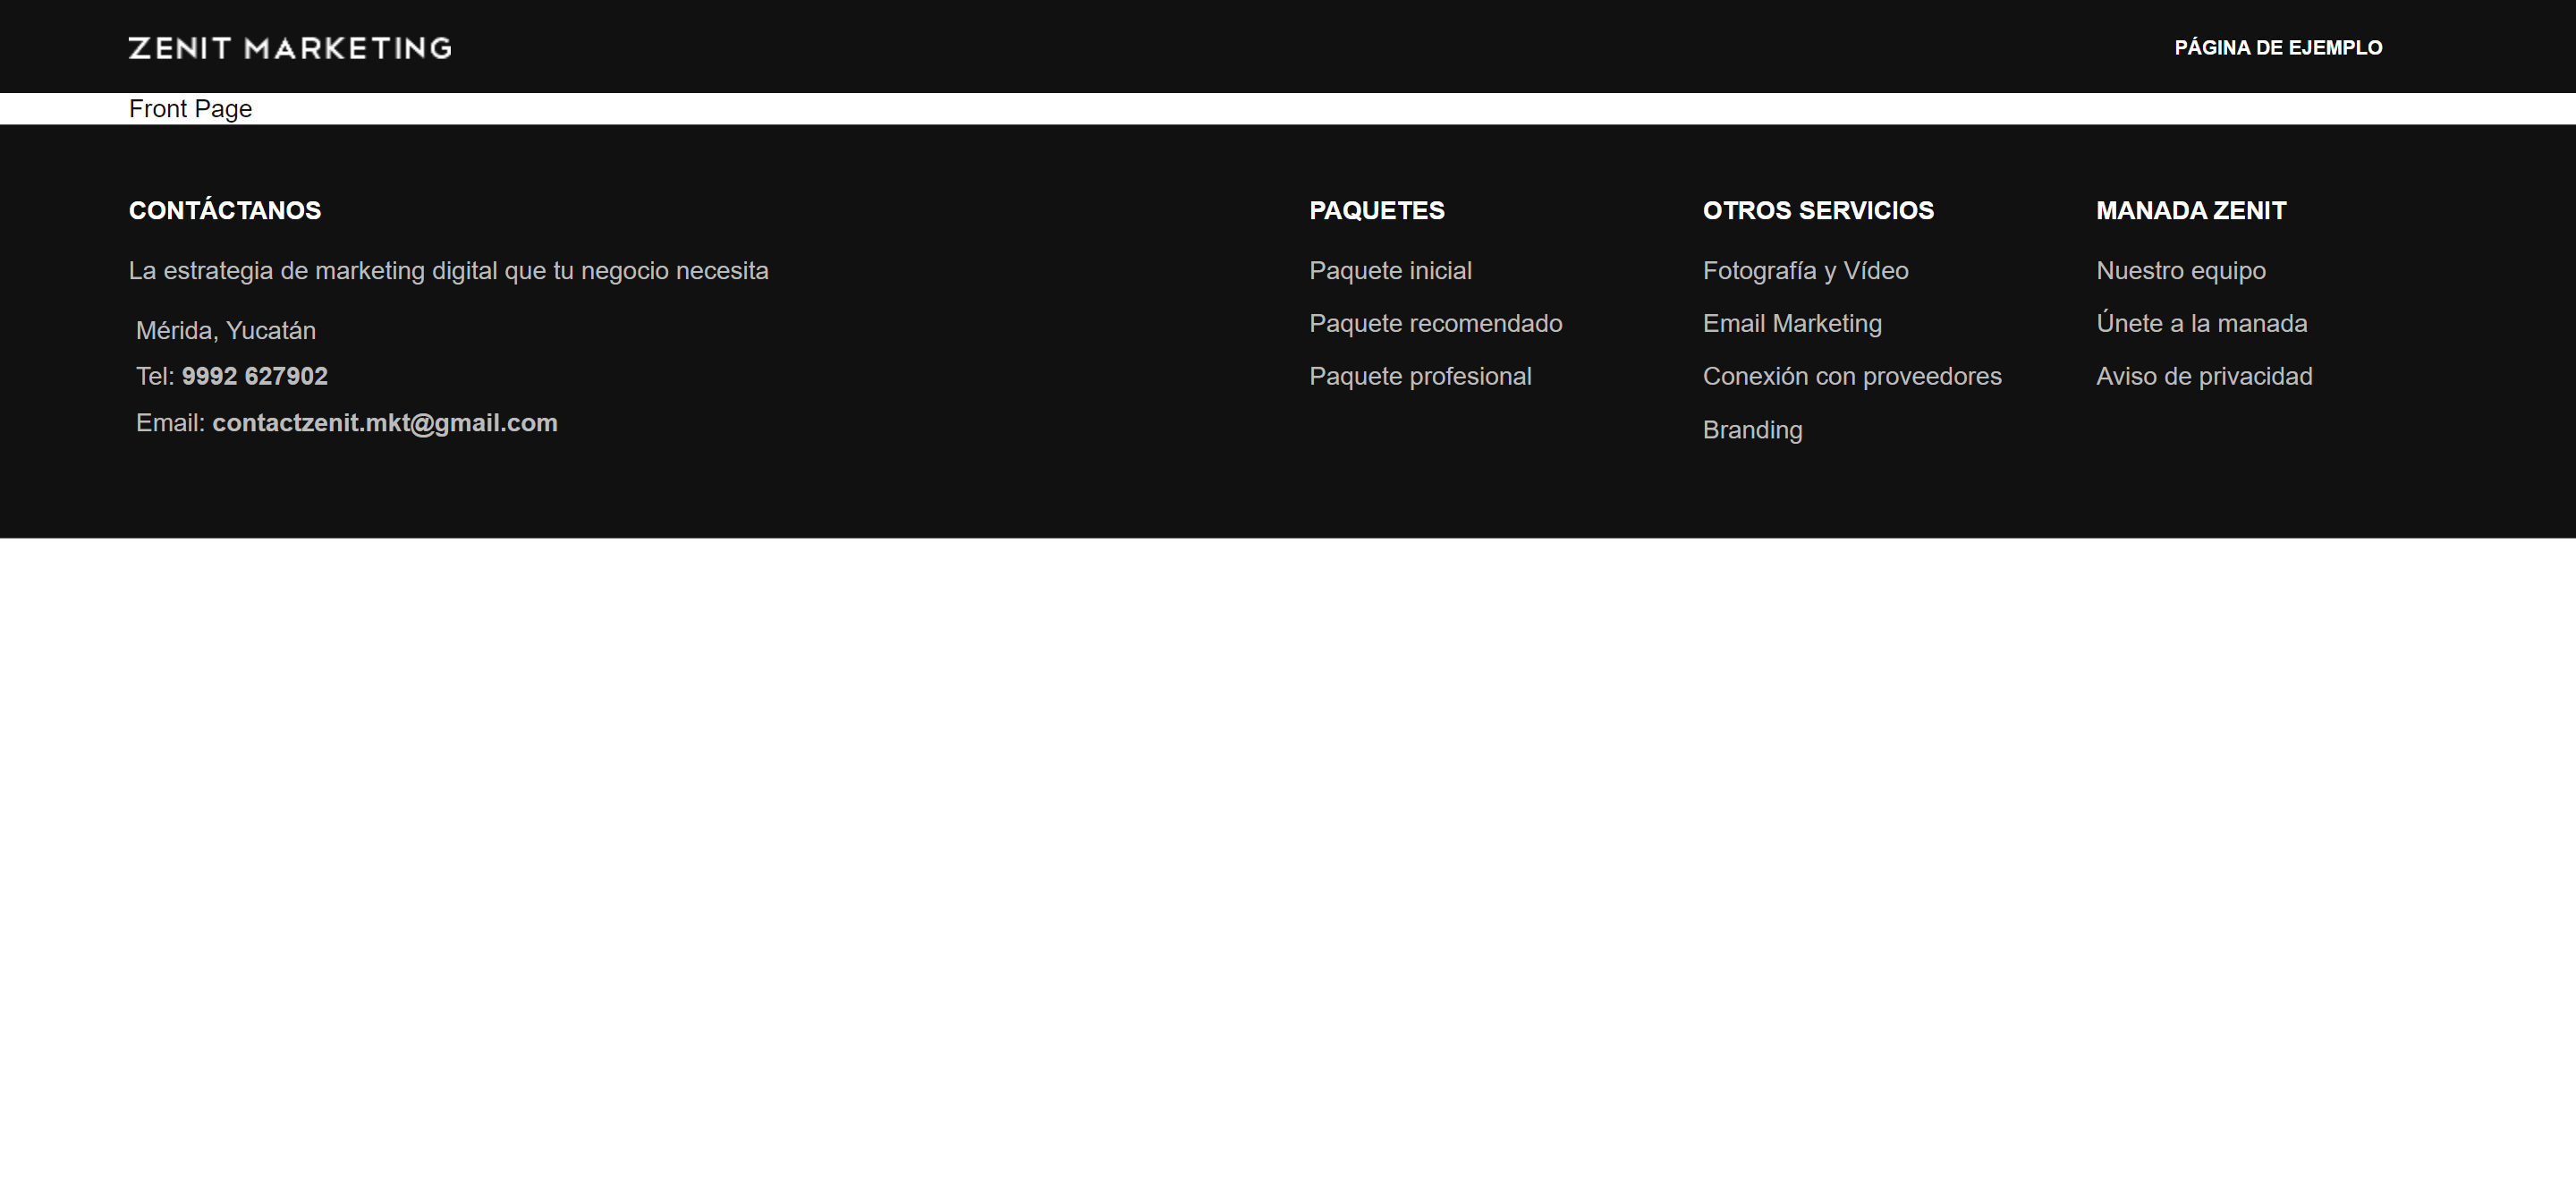 ZENIT MARKETING
PÁGINA DE EJEMPLO
Front Page
CONTÁCTANOS
La estrategia de marketing digital que tu negocio necesita
Mérida, Yucatán
Tel: 9992 627902
Email: contactzenit.mkt@gmail.com
PAQUETES
Paquete inicial
Paquete recomendado
Paquete profesional
OTROS SERVICIOS
Fotografía y Vídeo
Email Marketing
Conexión con proveedores
Branding
MANADA ZENIT
Nuestro equipo
Únete a la manada
Aviso de privacidad